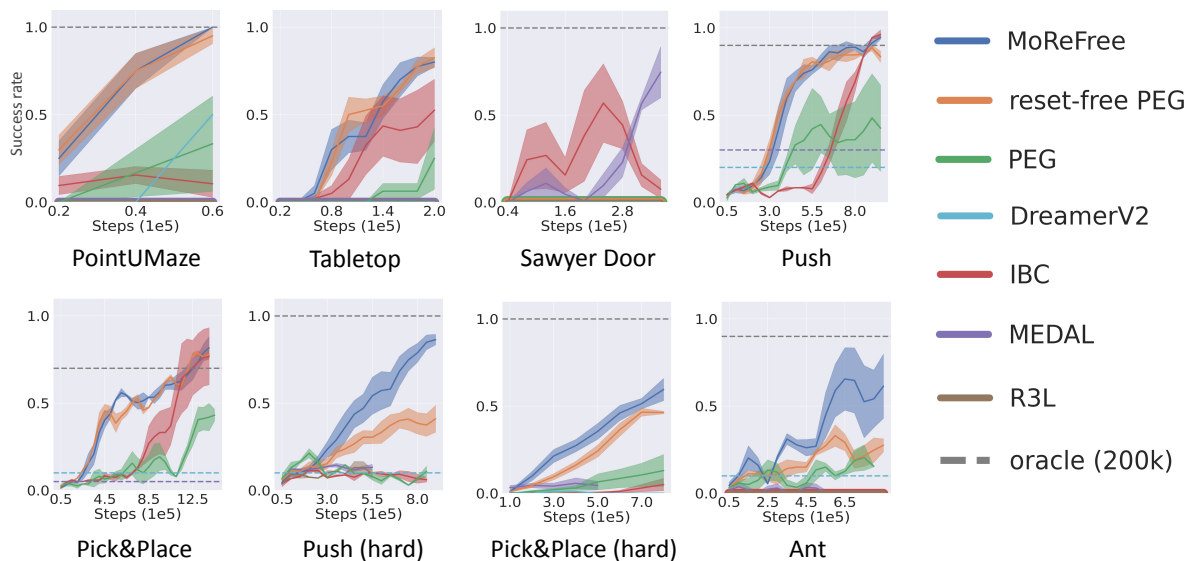 Success rate
1.0
0.5
0.0
0.2
0.4
0.6
Steps (1e5)
PointUMaze
1.0
0.5
0.0
0.2
0.8
1.4
2.0
Steps (1e5)
Tabletop
1.0
0.5
0.0
0.4
1.6
2.8
Steps (1e5)
Sawyer Door
1.0
0.5
0.0
0.5
3.0
5.5
8.0
Steps (1e5)
Push
1.0
0.5
0.0
0.5
4.5
8.5
12.5
Steps (1e5)
Pick&Place
1.0
0.5
0.0
0.5
3.0
5.5
8.0
Steps (1e5)
Push (hard)
1.0
0.5
0.0
1.0
3.0
5.0
7.0
Steps (1e5)
Pick&Place (hard)
1.0
0.5
0.0
0.5
2.5
4.5
6.5
Steps (1e5)
Ant
MoReFree
reset-free PEG
PEG
DreamerV2
IBC
MEDAL
R3L
oracle (200k)